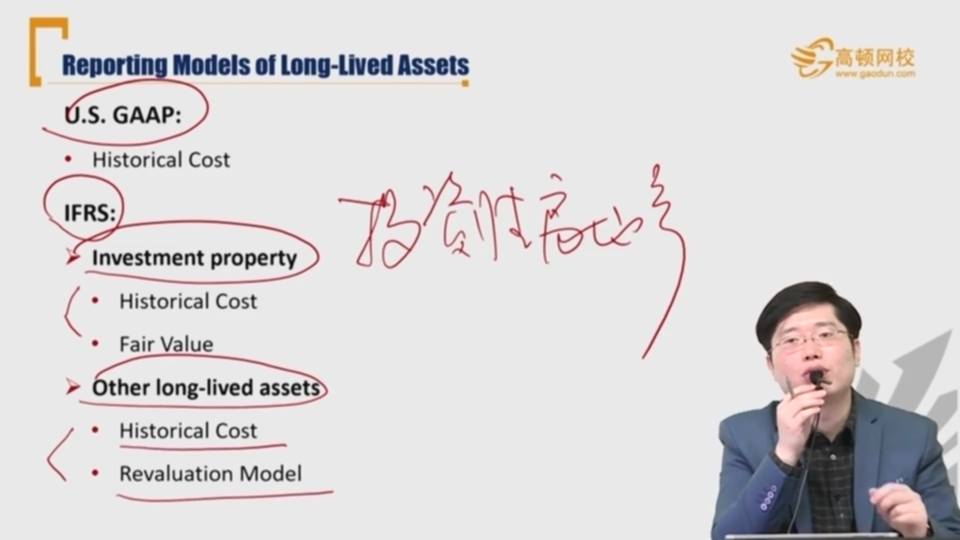 Reporting Models of Long-Lived Assets
高顿网校
www.gaodun.com
U.S. GAAP:
• Historical Cost
IFRS:
投资性房地产
➢ Investment property
• Historical Cost
• Fair Value
➢ Other long-lived assets
• Historical Cost
• Revaluation Model